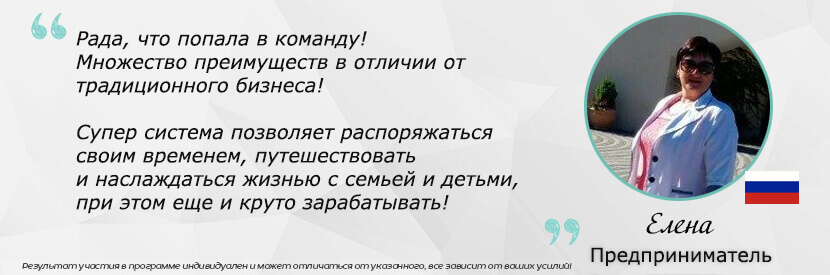 Рада, что попала в команду!
Множество преимуществ в отличии от
традиционного бизнеса!
Супер система позволяет распоряжаться
своим временем, путешествовать
и наслаждаться жизнью с семьей и детьми,
при этом еще и круто зарабатывать!
Елена
Предприниматель
Результат участия в программе индивидуален и может отличаться от указанного, все зависит от ваших усилий!